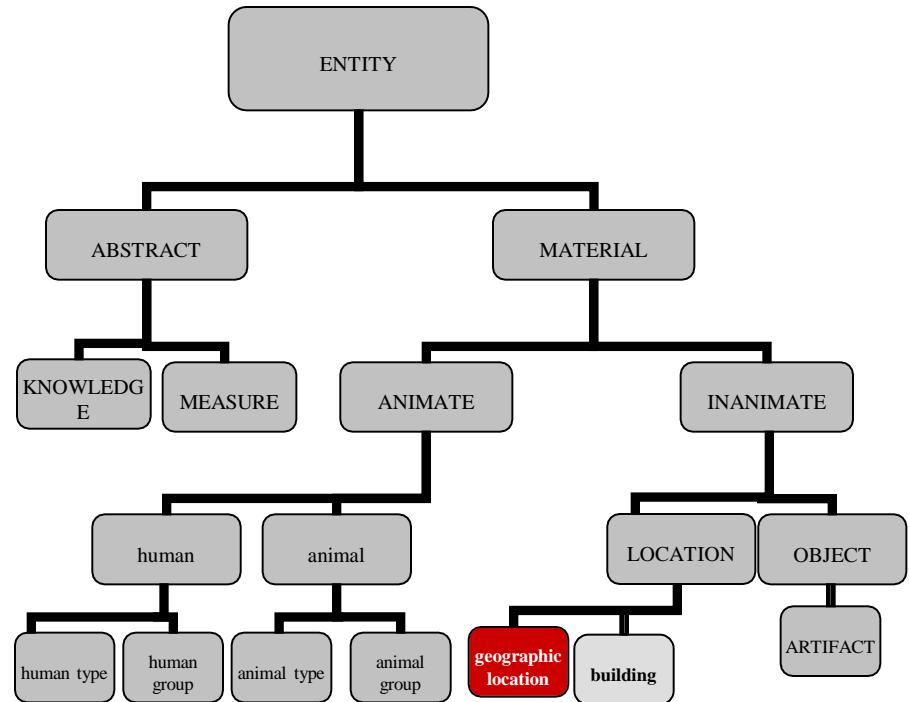 ENTITY
ABSTRACT
MATERIAL
KNOWLEDG
E
MEASURE
ANIMATE
INANIMATE
human
animal
LOCATION
OBJECT
human type
human
group
animal type
animal
group
geographic
location
building
ARTIFACT